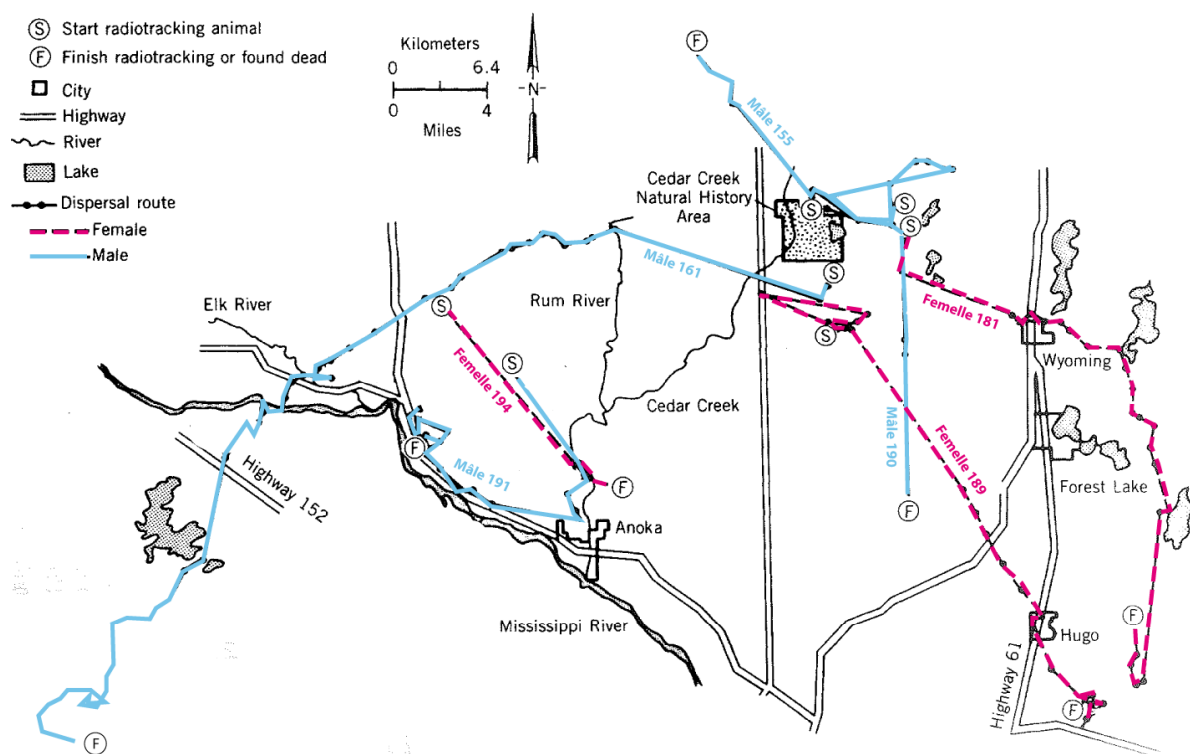 S Start radiotracking animal
F Finish radiotracking or found dead
City
Highway
River
Lake
Dispersal route
Female
Male
Kilometers
0 6.4
0 4
Miles
-N-
F
Mâle 155
Cedar Creek
Natural History
Area
S
S
S
Mâle 161
S
Elk River
Rum River
S
Femelle 181
S
Wyoming
S
Femelle 194
Cedar Creek
Mâle 190
Femelle 189
F
Highway 152
Mâle 191
F
F
Forest Lake
Anoka
Mississippi River
F
Hugo
Highway 61
F
F